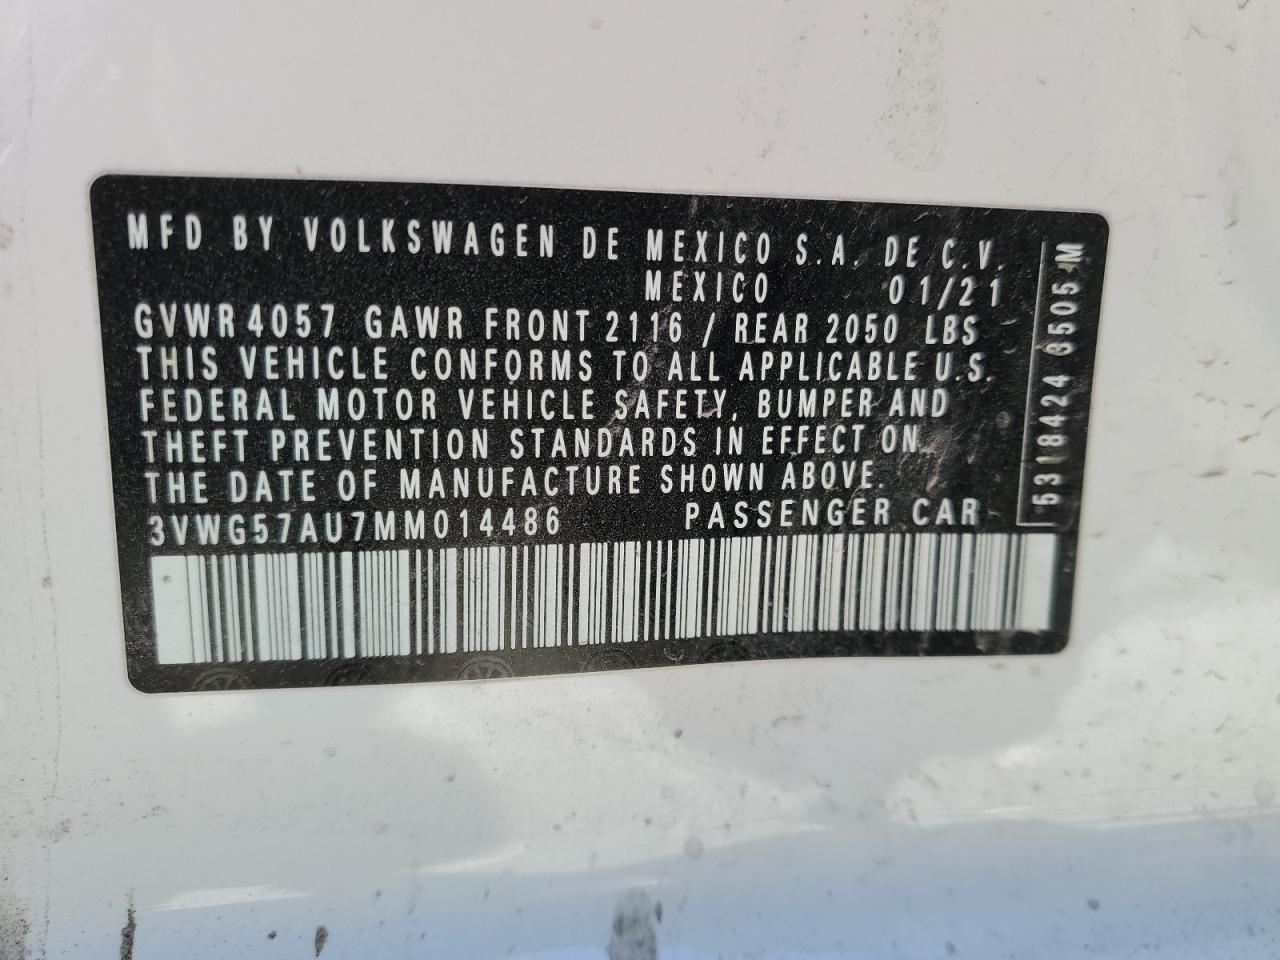 MFD BY VOLKSWAGEN DE MEXICO S.A. DE C.V.
MEXICO 01/21
GVWR 4057 GAWR FRONT 2116 / REAR 2050 LBS
THIS VEHICLE CONFORMS TO ALL APPLICABLE U.S.
FEDERAL MOTOR VEHICLE SAFETY, BUMPER AND
THEFT PREVENTION STANDARDS IN EFFECT ON
THE DATE OF MANUFACTURE SHOWN ABOVE.
3VWG57AU7MM014486 PASSENGER CAR